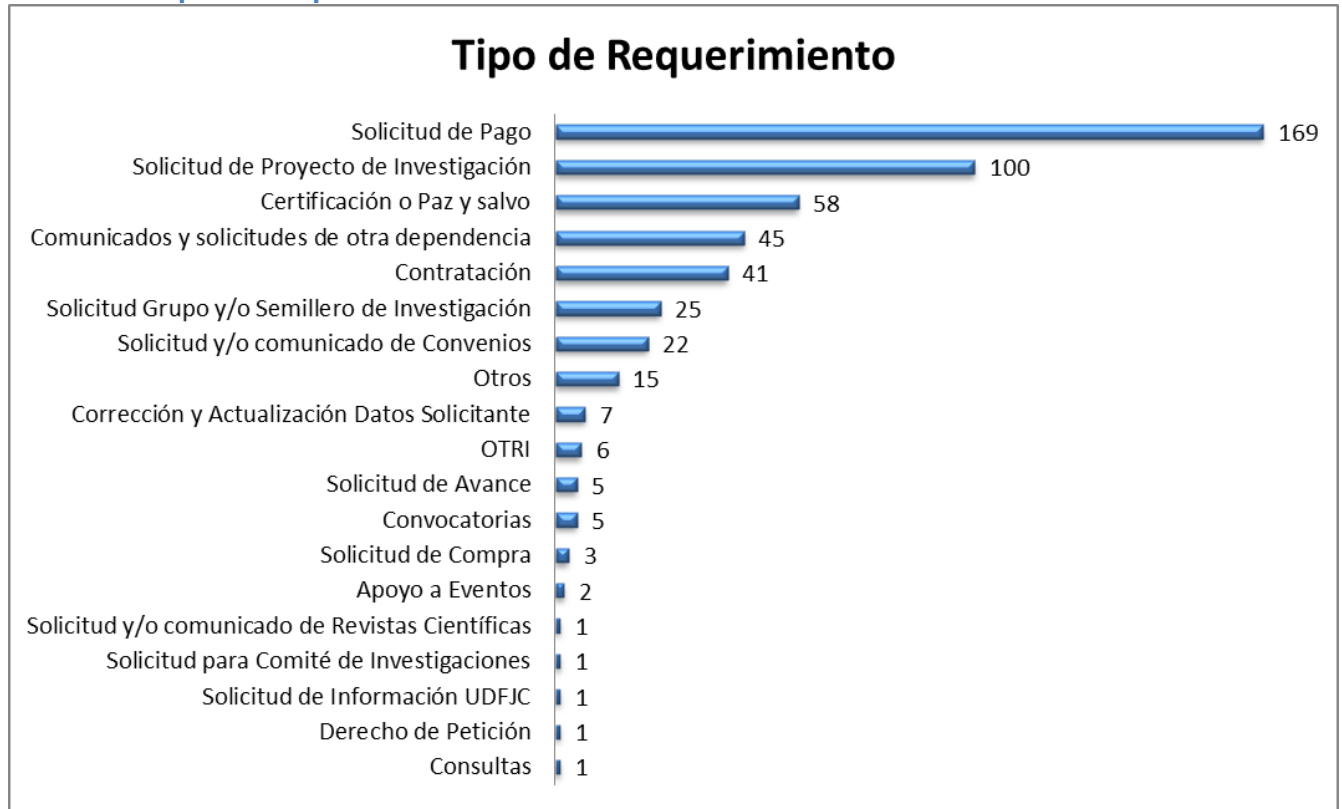 Tipo de Requerimiento
Solicitud de Pago 169
Solicitud de Proyecto de Investigación 100
Certificación o Paz y salvo 58
Comunicados y solicitudes de otra dependencia 45
Contratación 41
Solicitud Grupo y/o Semillero de Investigación 25
Solicitud y/o comunicado de Convenios 22
Otros 15
Corrección y Actualización Datos Solicitante 7
OTRI 6
Solicitud de Avance 5
Convocatorias 5
Solicitud de Compra 3
Apoyo a Eventos 2
Solicitud y/o comunicado de Revistas Científicas 1
Solicitud para Comité de Investigaciones 1
Solicitud de Información UDFJC 1
Derecho de Petición 1
Consultas 1